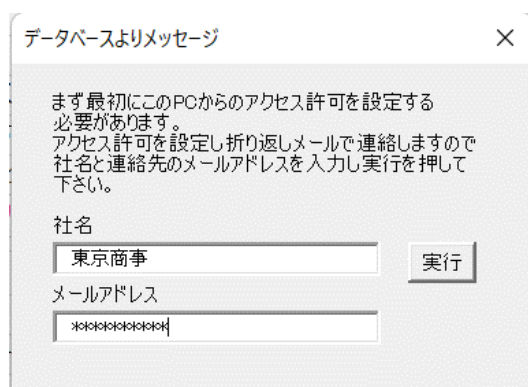 データベースよりメッセージ
まず最初にこのPCからのアクセス許可を設定する
必要があります。
アクセス許可を設定し折り返しメールで連絡しますので
社名と連絡先のメールアドレスを入力し実行を押して
下さい。
社名
東京商事
実行
メールアドレス
***********